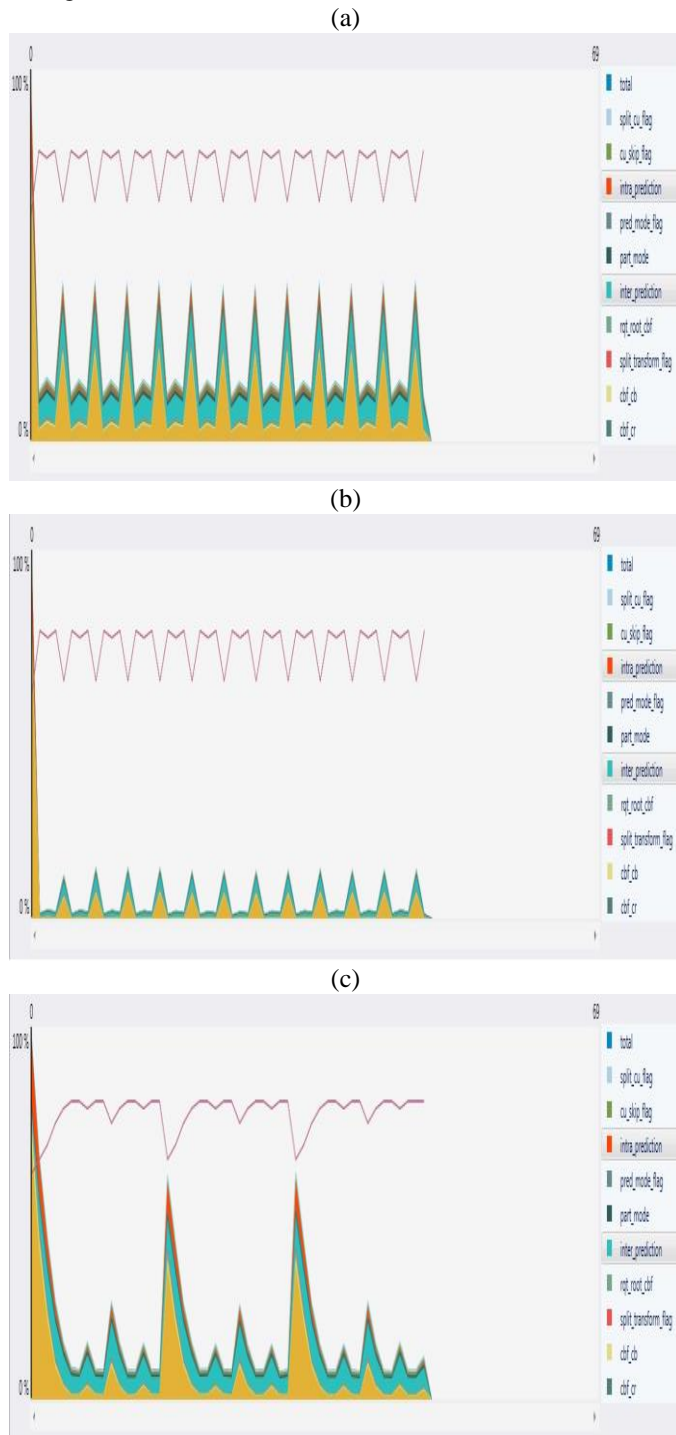 (a)
0 69
100 %
0 %
total
split_cu_flag
cu_skip_flag
intra_prediction
pred_mode_flag
part_mode
inter_prediction
rqt_root_cbf
split_transform_flag
cbf_cb
cbf_cr
(b)
0 69
100 %
0 %
total
split_cu_flag
cu_skip_flag
intra_prediction
pred_mode_flag
part_mode
inter_prediction
rqt_root_cbf
split_transform_flag
cbf_cb
cbf_cr
(c)
0 69
100 %
0 %
total
split_cu_flag
cu_skip_flag
intra_prediction
pred_mode_flag
part_mode
inter_prediction
rqt_root_cbf
split_transform_flag
cbf_cb
cbf_cr